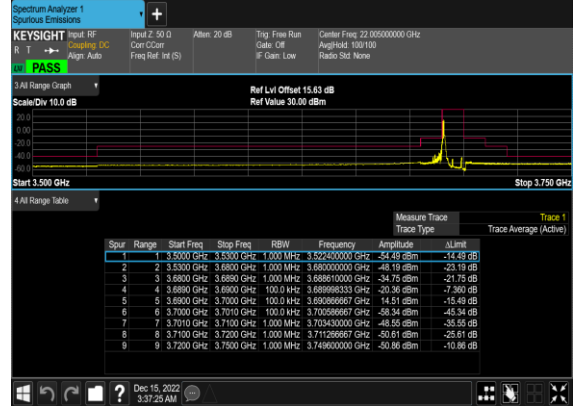 Spectrum Analyzer 1
Spurious Emissions
KEYSIGHT
R T
PASS
Input: RF
Coupling: DC
Align: Auto
Input Z: 50 Ω
Corr CCorr
Freq Ref: Int (S)
Atten: 20 dB
Trig: Free Run
Gate: Off
IF Gain: Low
Center Freq: 22.005000000 GHz
Avg|Hold: 100/100
Radio Std: None
3 All Range Graph
Scale/Div 10.0 dB
Ref Lvl Offset 15.63 dB
Ref Value 30.00 dBm
20.0
0.00
-20.0
-40.0
-60.0
Start 3.500 GHz
Stop 3.750 GHz
4 All Range Table
Measure Trace Trace 1
Trace Type Trace Average (Active)
Spur Range Start Freq Stop Freq RBW Frequency Amplitude ΔLimit
1 1 3.5000 GHz 3.5300 GHz 1.000 MHz 3.522400000 GHz -54.49 dBm -14.49 dB
2 2 3.5300 GHz 3.6800 GHz 1.000 MHz 3.680000000 GHz -48.19 dBm -23.19 dB
3 3 3.6800 GHz 3.6890 GHz 1.000 MHz 3.688610000 GHz -34.75 dBm -21.75 dB
4 4 3.6890 GHz 3.6900 GHz 100.0 kHz 3.689998333 GHz -20.36 dBm -7.360 dB
5 5 3.6900 GHz 3.7000 GHz 100.0 kHz 3.690866667 GHz 14.51 dBm -15.49 dB
6 6 3.7000 GHz 3.7010 GHz 100.0 kHz 3.700586667 GHz -58.34 dBm -45.34 dB
7 7 3.7010 GHz 3.7100 GHz 1.000 MHz 3.703430000 GHz -48.55 dBm -35.55 dB
8 8 3.7100 GHz 3.7200 GHz 1.000 MHz 3.711266667 GHz -50.61 dBm -25.61 dB
9 9 3.7200 GHz 3.7500 GHz 1.000 MHz 3.749600000 GHz -50.86 dBm -10.86 dB
Dec 15, 2022
3:37:25 AM